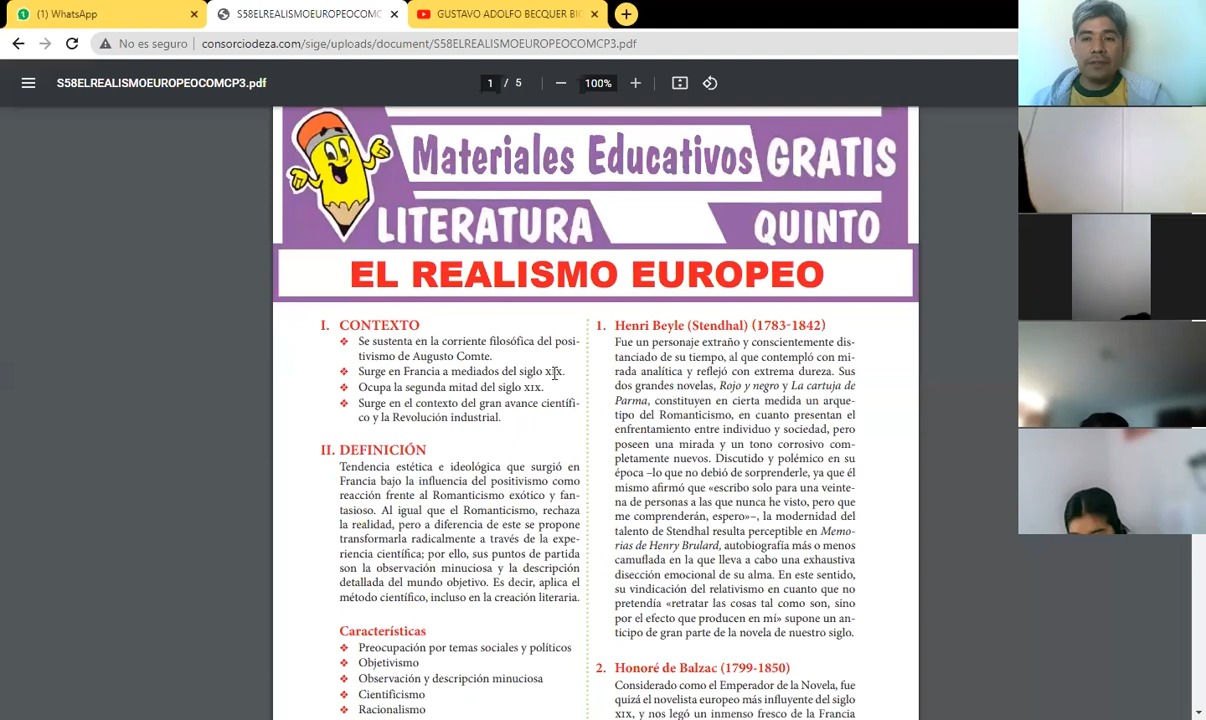 (1) WhatsApp
S58ELREALISMOEUROPEOCOM
GUSTAVO ADOLFO BECQUER BI
No es seguro
consorciodeza.com/sige/uploads/document/S58ELREALISMOEUROPEOCOMCP3.pdf
S58ELREALISMOEUROPEOCOMCP3.pdf
1 / 5
100%
Materiales Educativos GRATIS
LITERATURA QUINTO
EL REALISMO EUROPEO
I. CONTEXTO
❖ Se sustenta en la corriente filosófica del posi-
tivismo de Augusto Comte.
❖ Surge en Francia a mediados del siglo XIX.
❖ Ocupa la segunda mitad del siglo XIX.
❖ Surge en el contexto del gran avance científi-
co y la Revolución industrial.
II. DEFINICIÓN
Tendencia estética e ideológica que surgió en
Francia bajo la influencia del positivismo como
reacción frente al Romanticismo exótico y fan-
tasioso. Al igual que el Romanticismo, rechaza
la realidad, pero a diferencia de este se propone
transformarla radicalmente a través de la expe-
riencia científica; por ello, sus puntos de partida
son la observación minuciosa y la descripción
detallada del mundo objetivo. Es decir, aplica el
método científico, incluso en la creación literaria.
Características
❖ Preocupación por temas sociales y políticos
❖ Objetivismo
❖ Observación y descripción minuciosa
❖ Cientificismo
❖ Racionalismo
1. Henri Beyle (Stendhal) (1783-1842)
Fue un personaje extraño y conscientemente dis-
tanciado de su tiempo, al que contempló con mi-
rada analítica y reflejó con extrema dureza. Sus
dos grandes novelas, Rojo y negro y La cartuja de
Parma, constituyen en cierta medida un arque-
tipo del Romanticismo, en cuanto presentan el
enfrentamiento entre individuo y sociedad, pero
poseen una mirada y un tono corrosivo com-
pletamente nuevos. Discutido y polémico en su
época –lo que no debió de sorprenderle, ya que él
mismo afirmó que «escribo solo para una veinte-
na de personas a las que nunca he visto, pero que
me comprenderán, espero»–, la modernidad del
talento de Stendhal resulta perceptible en Memo-
rias de Henry Brulard, autobiografía más o menos
camuflada en la que lleva a cabo una exhaustiva
disección emocional de su alma. En este sentido,
su vindicación del relativismo en cuanto que no
pretendía «retratar las cosas tal como son, sino
por el efecto que producen en mí» supone un an-
ticipo de gran parte de la novela de nuestro siglo.
2. Honoré de Balzac (1799-1850)
Considerado como el Emperador de la Novela, fue
quizá el novelista europeo más influyente del siglo
XIX, y nos legó un inmenso fresco de la Francia